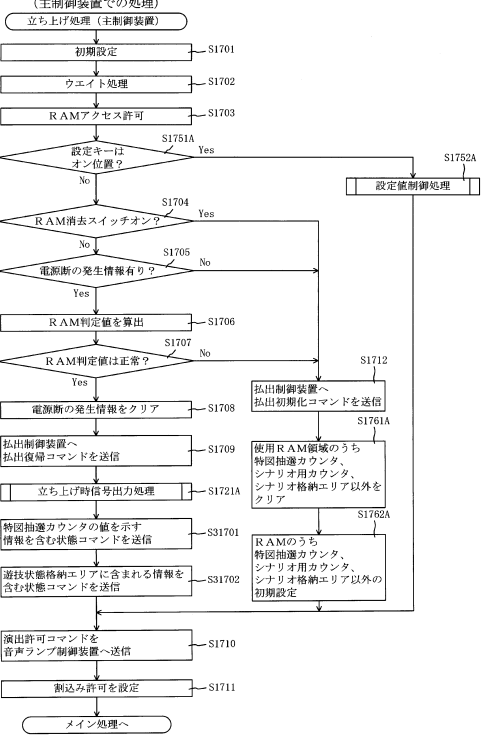 (主制御装置での処理)
立ち上げ処理(主制御装置)
初期設定
S1701
ウエイト処理
S1702
RAMアクセス許可
S1703
設定キーは
オン位置?
S1751A
Yes
No
S1752A
設定値制御処理
RAM消去スイッチオン?
S1704
Yes
No
電源断の発生情報有り?
S1705
No
Yes
RAM判定値を算出
S1706
RAM判定値は正常?
S1707
No
Yes
電源断の発生情報をクリア
S1708
払出制御装置へ
払出復帰コマンドを送信
S1709
立ち上げ時信号出力処理
S1721A
特図抽選カウンタの値を示す
情報を含む状態コマンドを送信
S31701
遊技状態格納エリアに含まれる情報を
含む状態コマンドを送信
S31702
S1712
払出制御装置へ
払出初期化コマンドを送信
S1761A
使用RAM領域のうち
特図抽選カウンタ、
シナリオ用カウンタ、
シナリオ格納エリア以外を
クリア
S1762A
RAMのうち
特図抽選カウンタ、
シナリオ用カウンタ、
シナリオ格納エリア以外の
初期設定
演出許可コマンドを
音声ランプ制御装置へ送信
S1710
割込み許可を設定
S1711
メイン処理へ